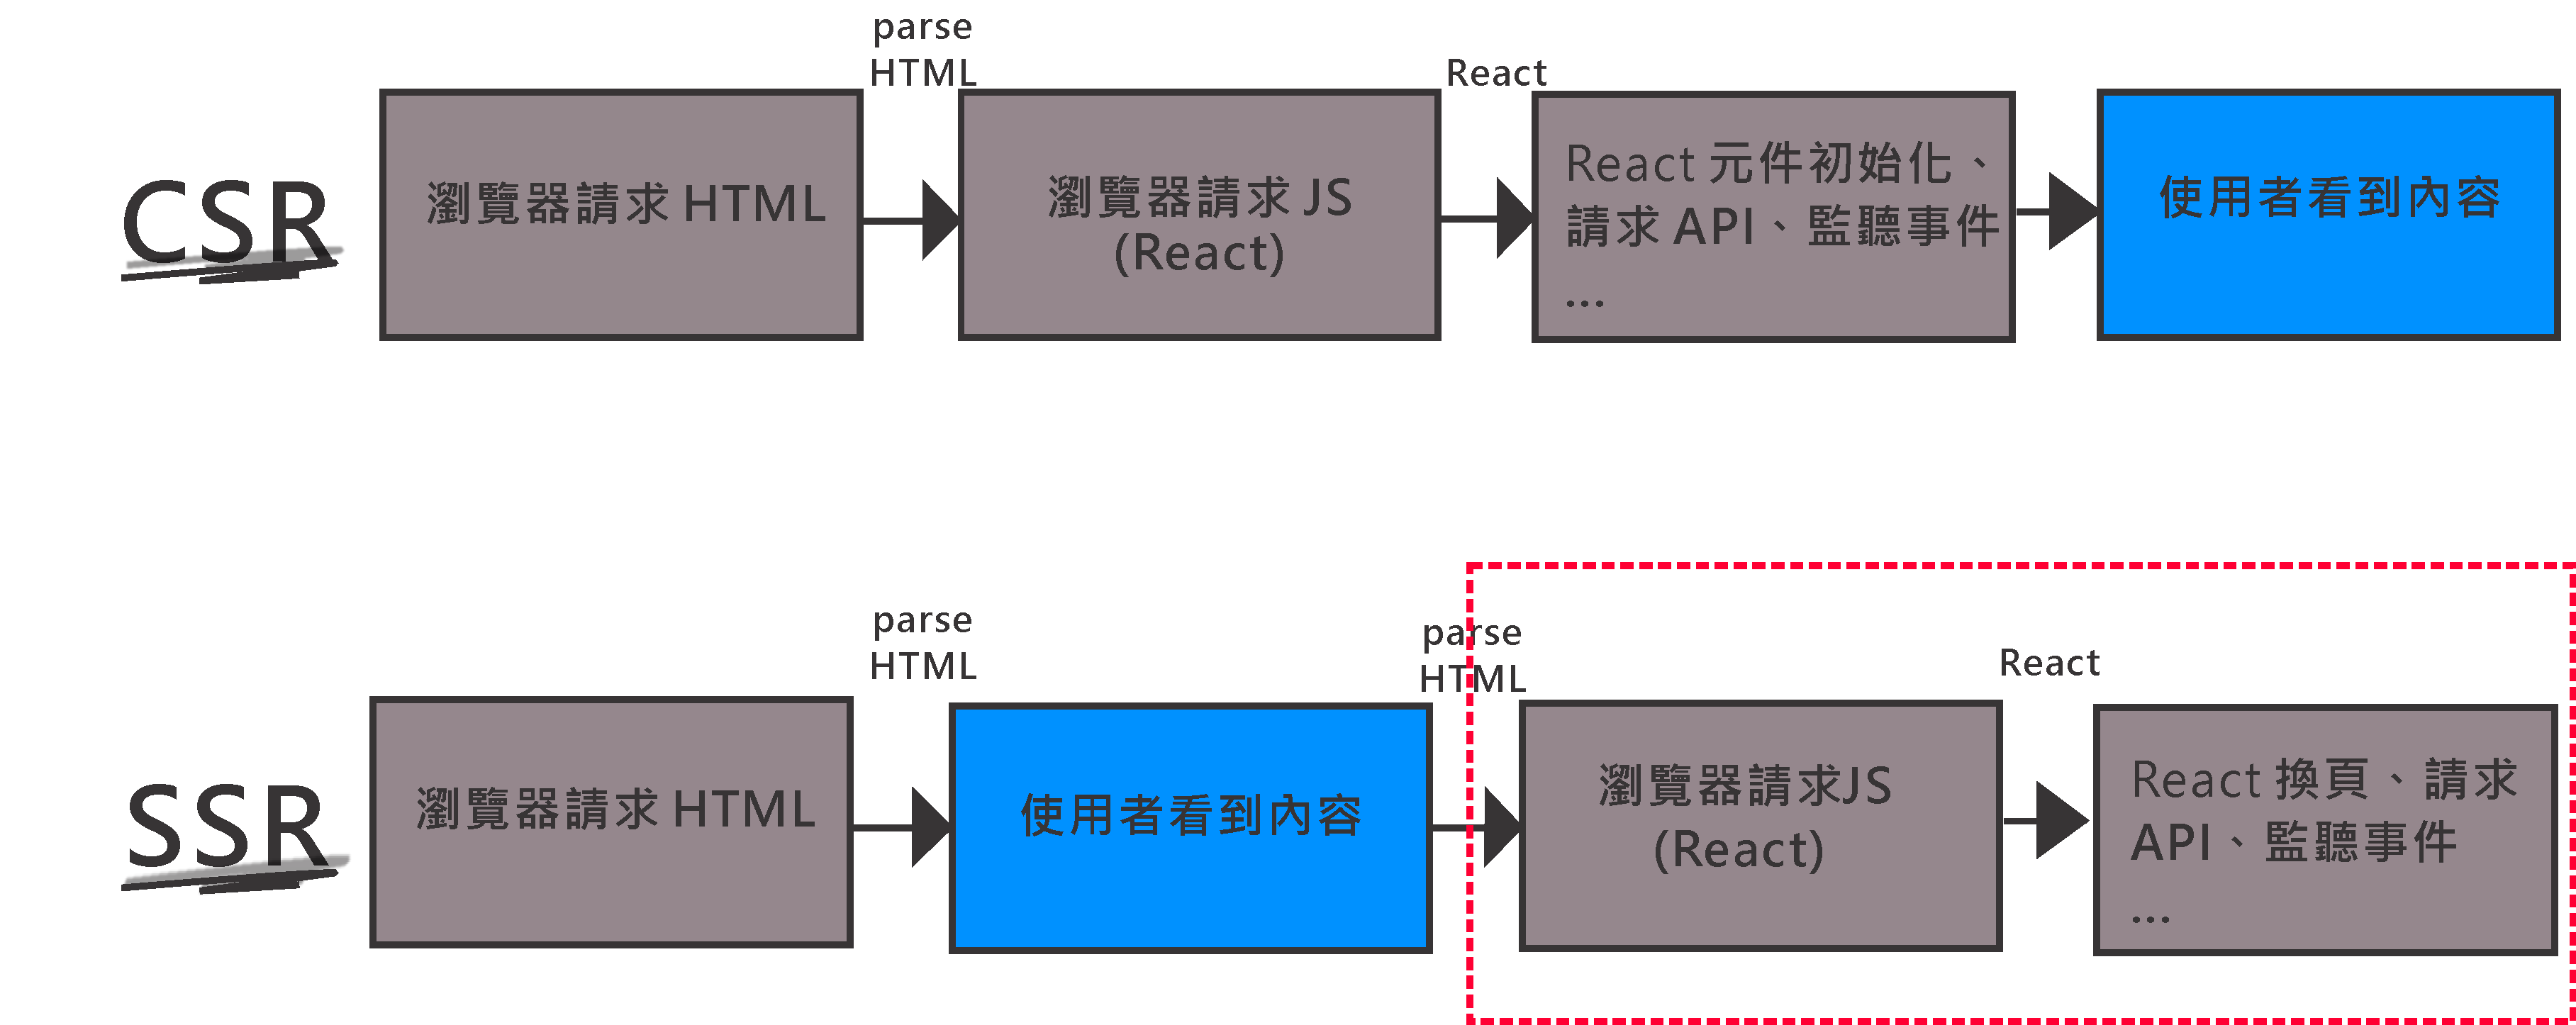 CSR
parse
HTML
React
瀏覽器請求 HTML
瀏覽器請求 JS
(React)
React 元件初始化、
請求 API、監聽事件
...
使用者看到內容
SSR
parse
HTML
parse
HTML
React
瀏覽器請求 HTML
使用者看到內容
瀏覽器請求JS
(React)
React 換頁、請求
API、監聽事件
...